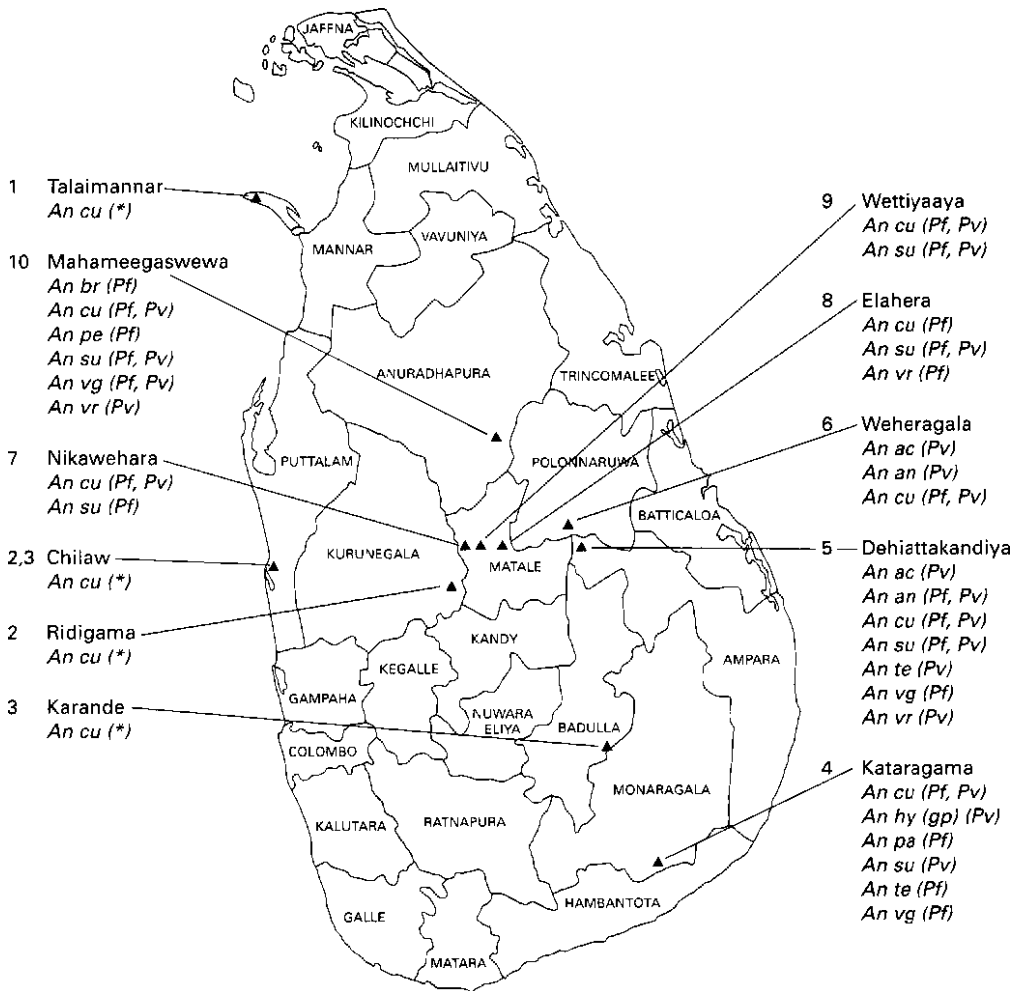 JAFFNA
KILINOCHCHI
MULLAITIVU
VAVUNIYA
MANNAR
ANURADHAPURA
TRINCOMALEE
PUTTALAM
POLONNARUWA
BATTICALOA
KURUNEGALA
MATALE
KANDY
KEGALLE
AMPARA
GAMPAHA
NUWARA
ELIYA
BADULLA
COLOMBO
MONARAGALA
KALUTARA
RATNAPURA
HAMBANTOTA
GALLE
MATARA
1 Talaimannar
An cu (*)
10 Mahameegaswewa
An br (Pf)
An cu (Pf, Pv)
An pe (Pf)
An su (Pf, Pv)
An vg (Pf, Pv)
An vr (Pv)
7 Nikawehara
An cu (Pf, Pv)
An su (Pf)
2,3 Chilaw
An cu (*)
2 Ridigama
An cu (*)
3 Karande
An cu (*)
9 Wettiyaaya
An cu (Pf, Pv)
An su (Pf, Pv)
8 Elahera
An cu (Pf)
An su (Pf, Pv)
An vr (Pf)
6 Weheragala
An ac (Pv)
An an (Pv)
An cu (Pf, Pv)
5 Dehiattakandiya
An ac (Pv)
An an (Pf, Pv)
An cu (Pf, Pv)
An su (Pf, Pv)
An te (Pv)
An vg (Pf)
An vr (Pv)
4 Kataragama
An cu (Pf, Pv)
An hy (gp) (Pv)
An pa (Pf)
An su (Pv)
An te (Pf)
An vg (Pf)